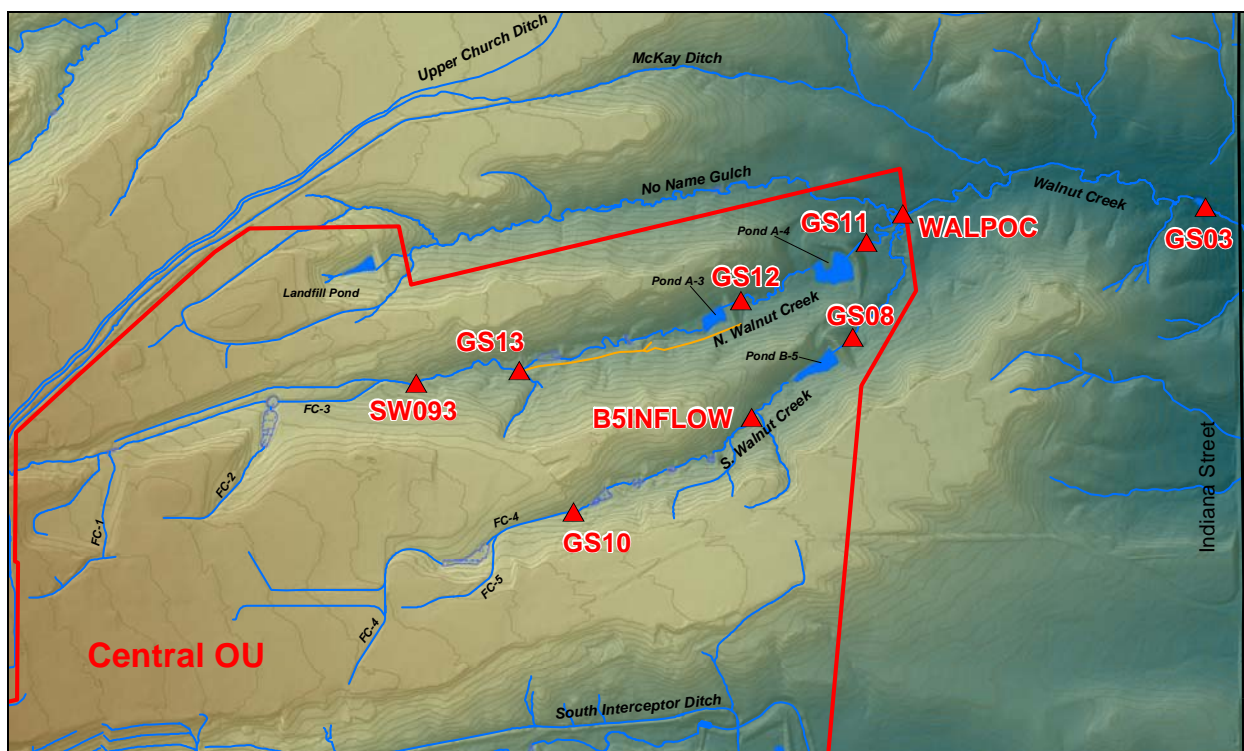 Upper Church Ditch
McKay Ditch
No Name Gulch
Walnut Creek
GS11
WALPOC
GS03
Pond A-4
Landfill Pond
Pond A-3
GS12
N. Walnut Creek
GS08
GS13
Pond B-5
SW093
FC-3
B5INFLOW
S. Walnut Creek
Indiana Street
FC-2
FC-1
FC-4
GS10
FC-5
FC-4
Central OU
South Interceptor Ditch